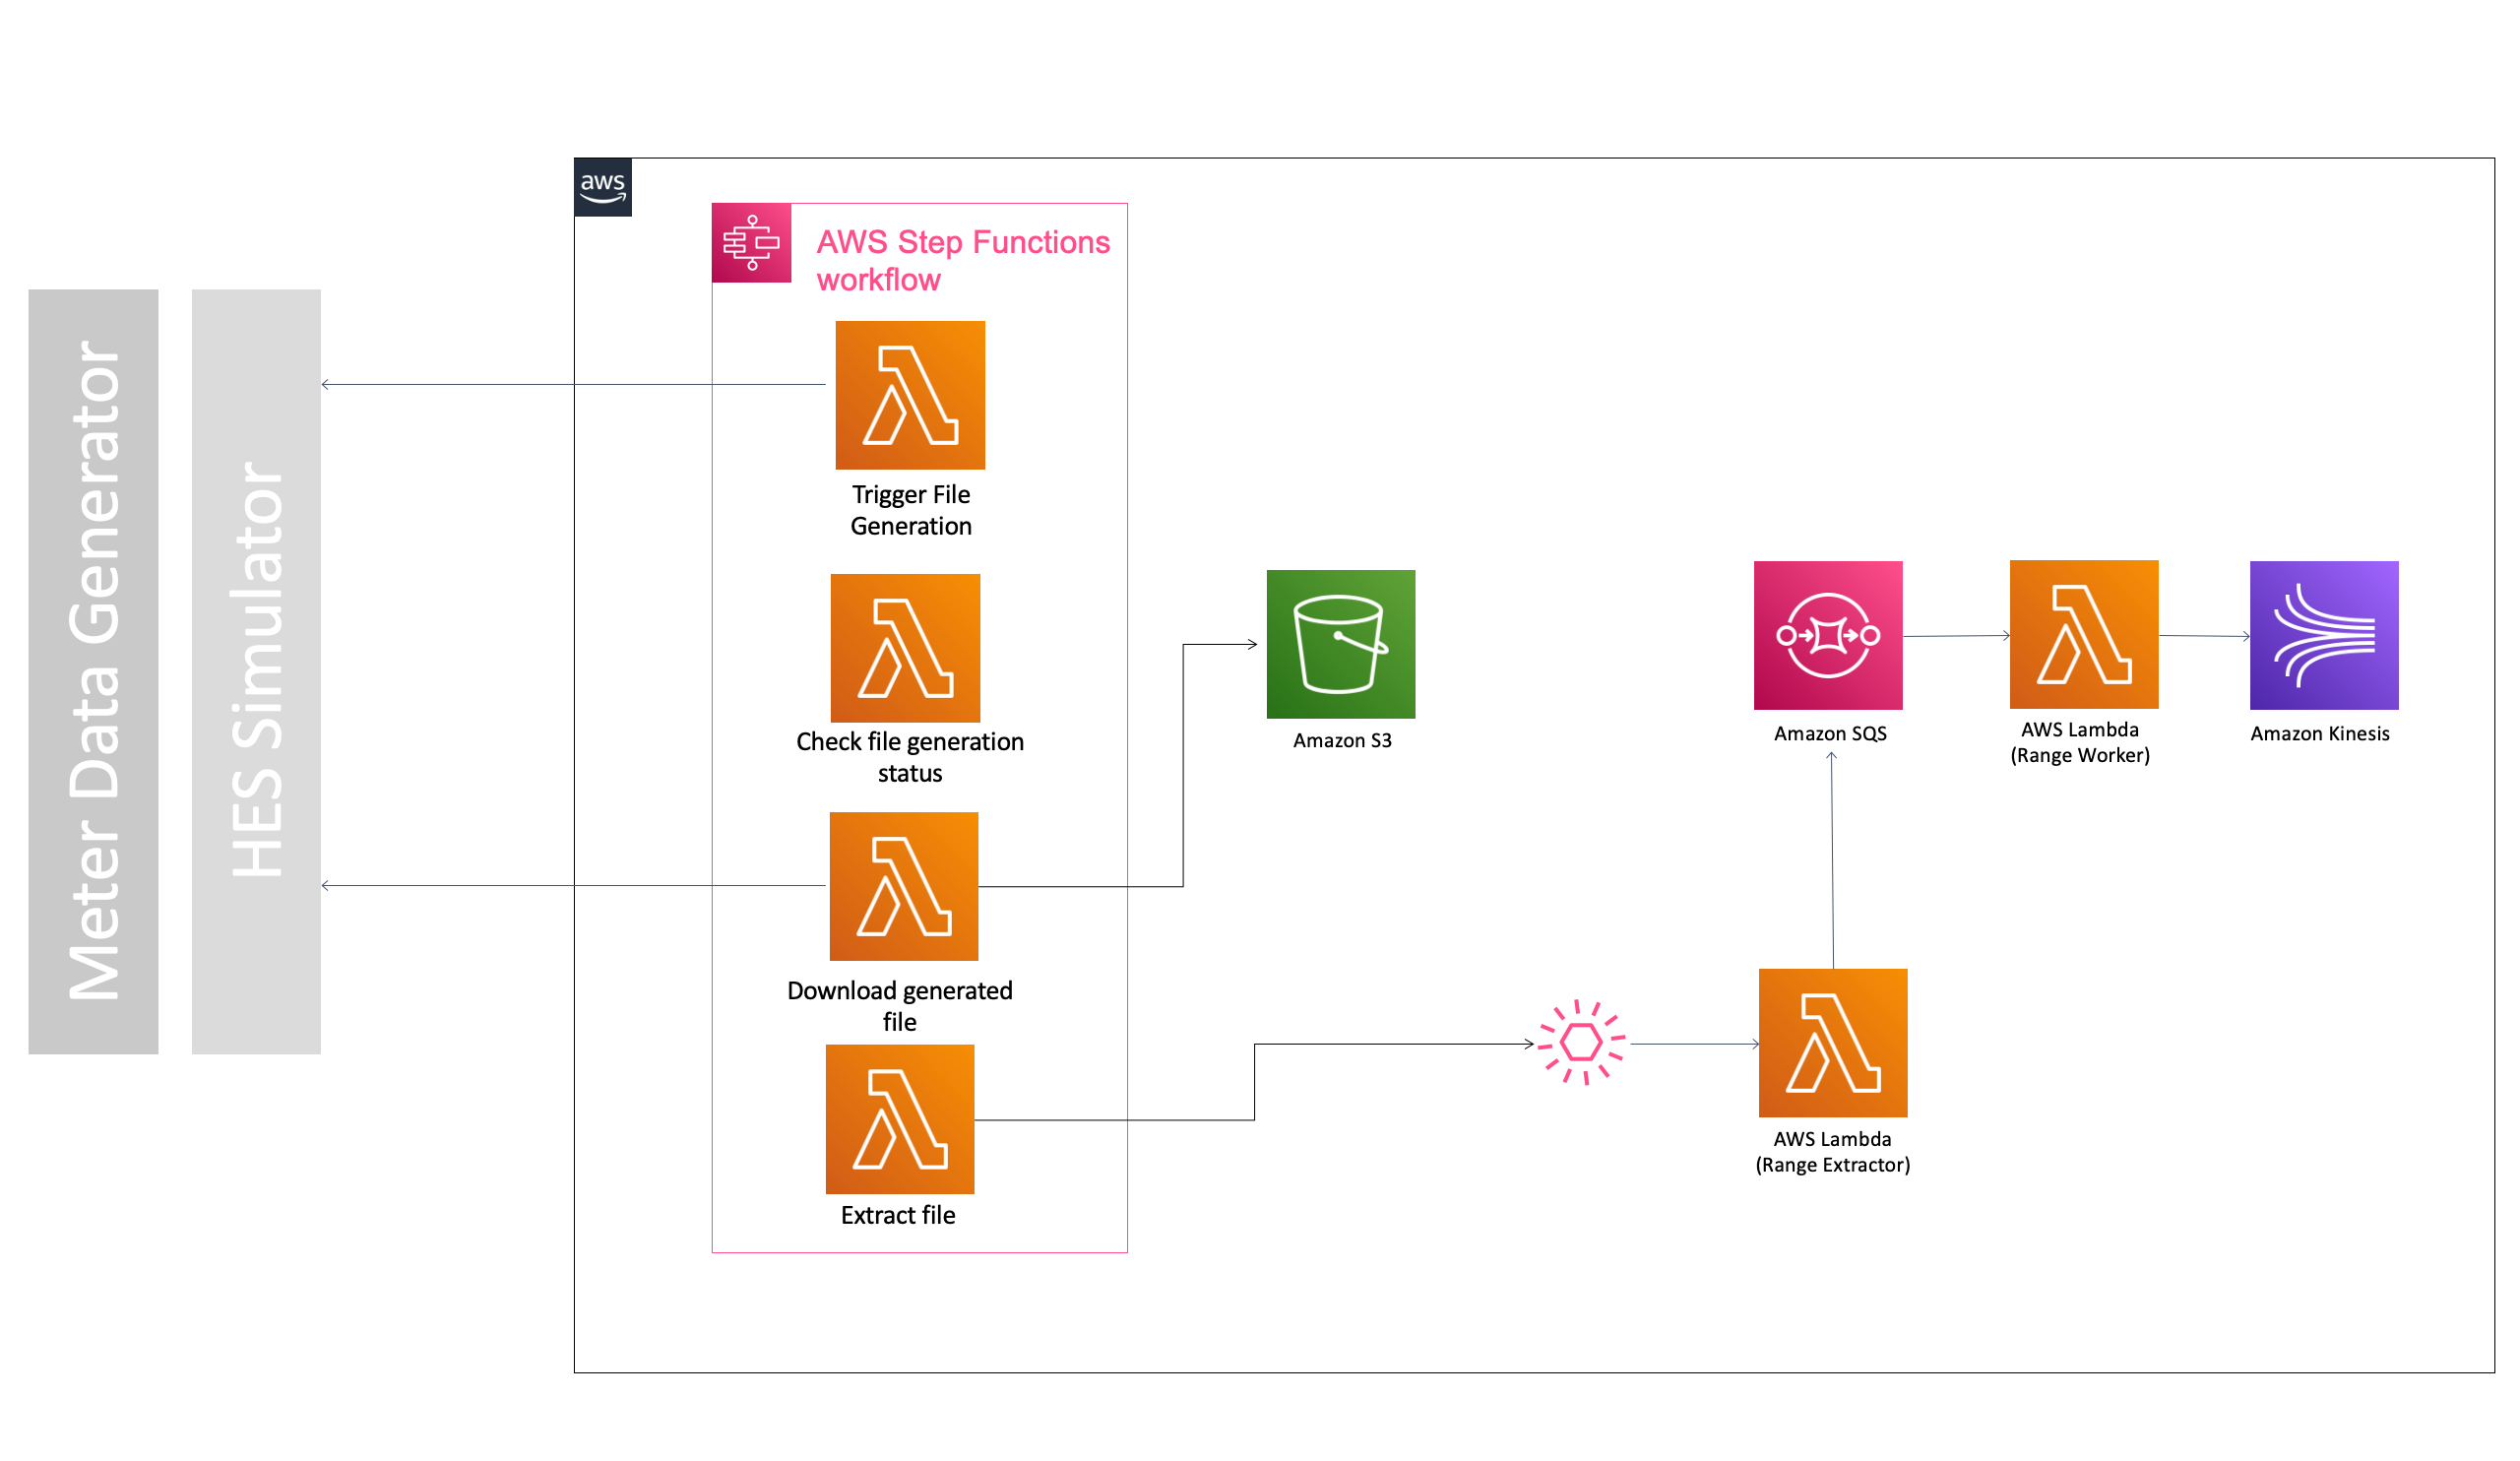 Meter Data Generator
HES Simulator
aws
AWS Step Functions
workflow
Trigger File
Generation
Check file generation
status
Download generated
file
Extract file
Amazon S3
Amazon SQS
AWS Lambda
(Range Worker)
Amazon Kinesis
AWS Lambda
(Range Extractor)